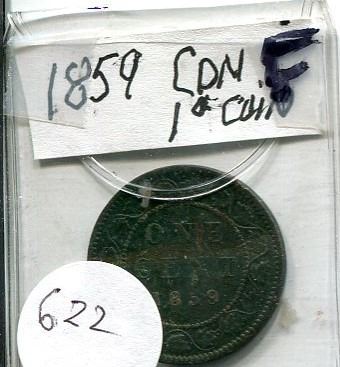 1859 CDN. F
1¢ COIN
ONE
CENT
1859
622